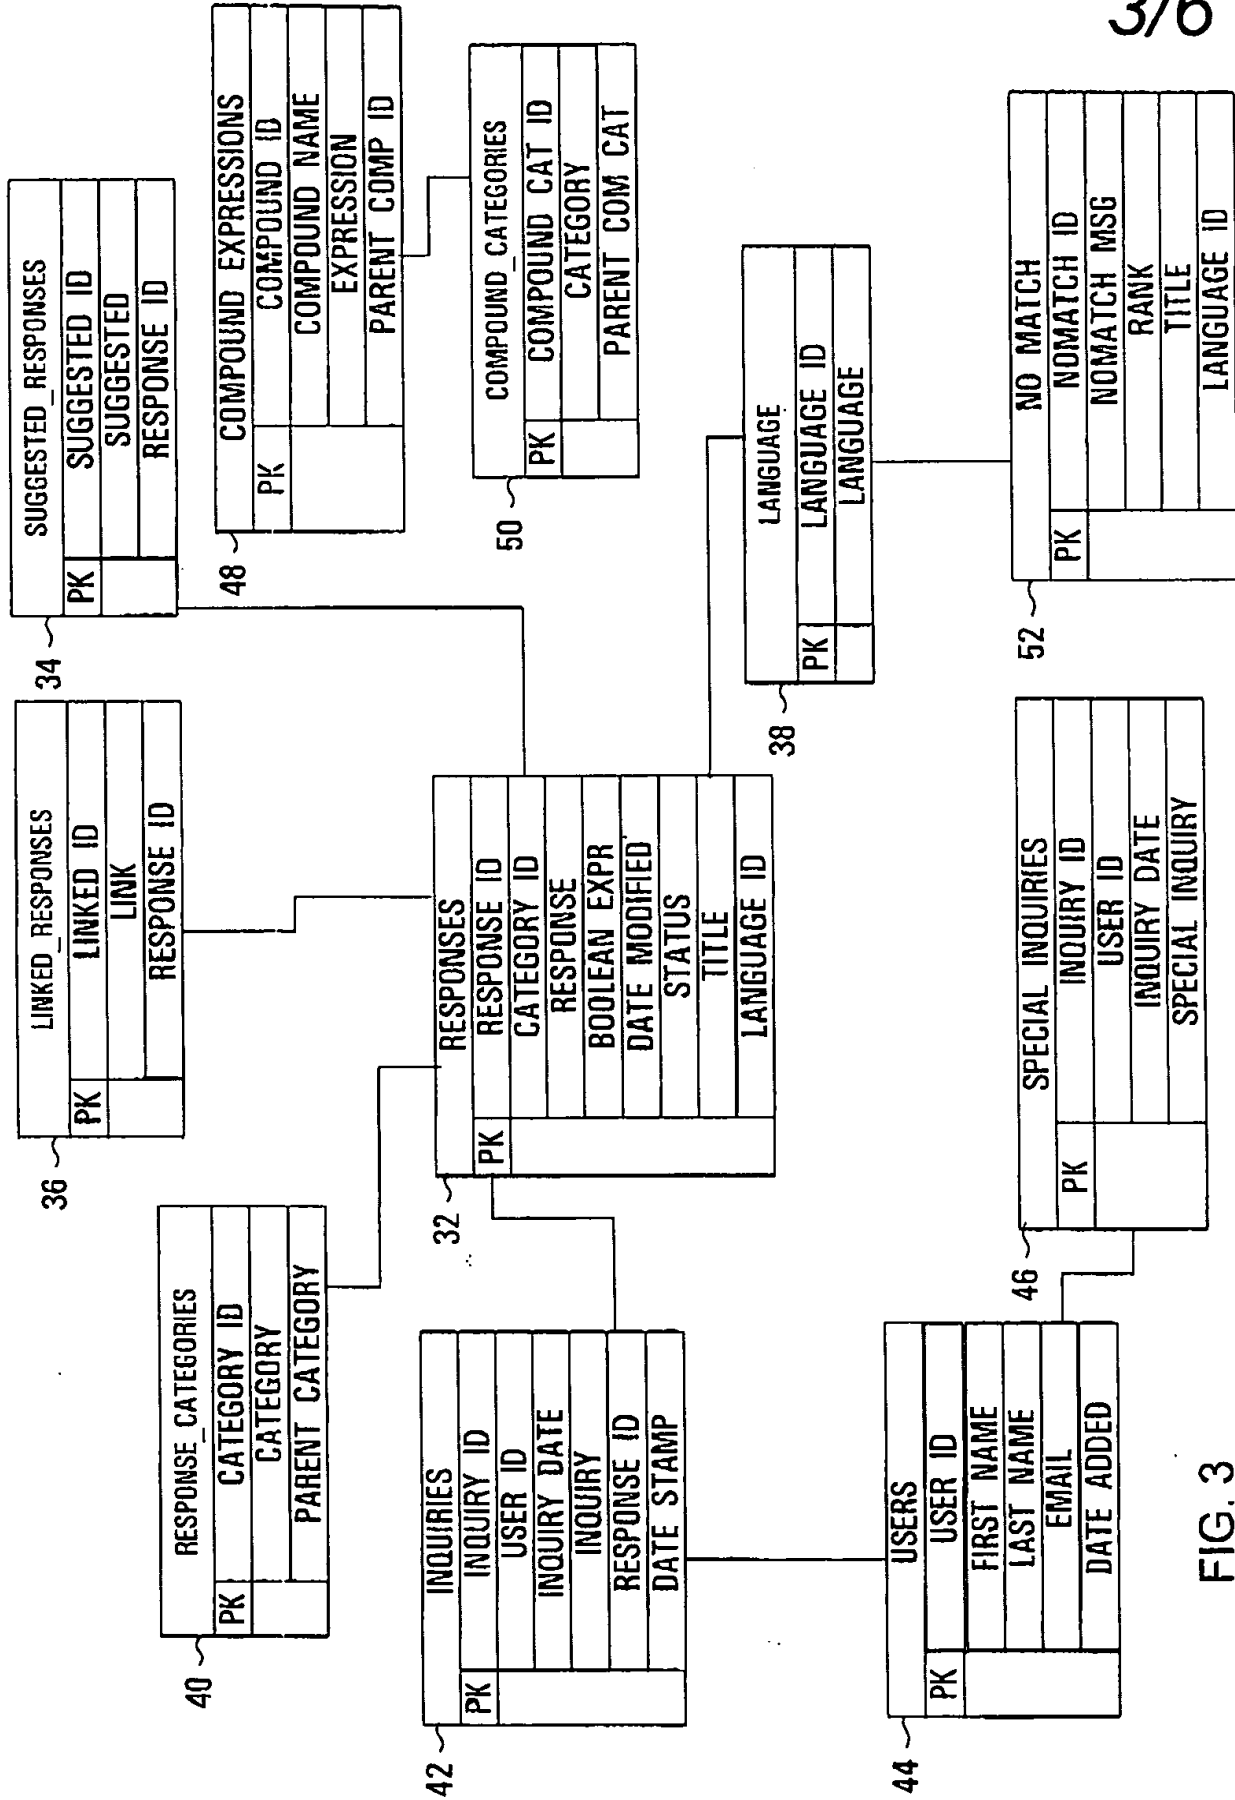 3/6
40
RESPONSE_CATEGORIES
PK CATEGORY ID
CATEGORY
PARENT CATEGORY
36
LINKED_RESPONSES
PK LINKED ID
LINK
RESPONSE ID
34
SUGGESTED_RESPONSES
PK SUGGESTED ID
SUGGESTED
RESPONSE ID
48
COMPOUND EXPRESSIONS
PK COMPOUND ID
COMPOUND NAME
EXPRESSION
PARENT COMP ID
42
INQUIRIES
PK INQUIRY ID
USER ID
INQUIRY DATE
INQUIRY
RESPONSE ID
DATE STAMP
32
RESPONSES
PK RESPONSE ID
CATEGORY ID
RESPONSE
BOOLEAN EXPR
DATE MODIFIED
STATUS
TITLE
LANGUAGE ID
50
COMPOUND_CATEGORIES
PK COMPOUND CAT ID
CATEGORY
PARENT COM CAT
38
LANGUAGE
PK LANGUAGE ID
LANGUAGE
44
USERS
PK USER ID
FIRST NAME
LAST NAME
EMAIL
DATE ADDED
46
SPECIAL INQUIRIES
PK INQUIRY ID
USER ID
INQUIRY DATE
SPECIAL INQUIRY
52
NO MATCH
PK NOMATCH ID
NOMATCH MSG
RANK
TITLE
LANGUAGE ID
FIG. 3